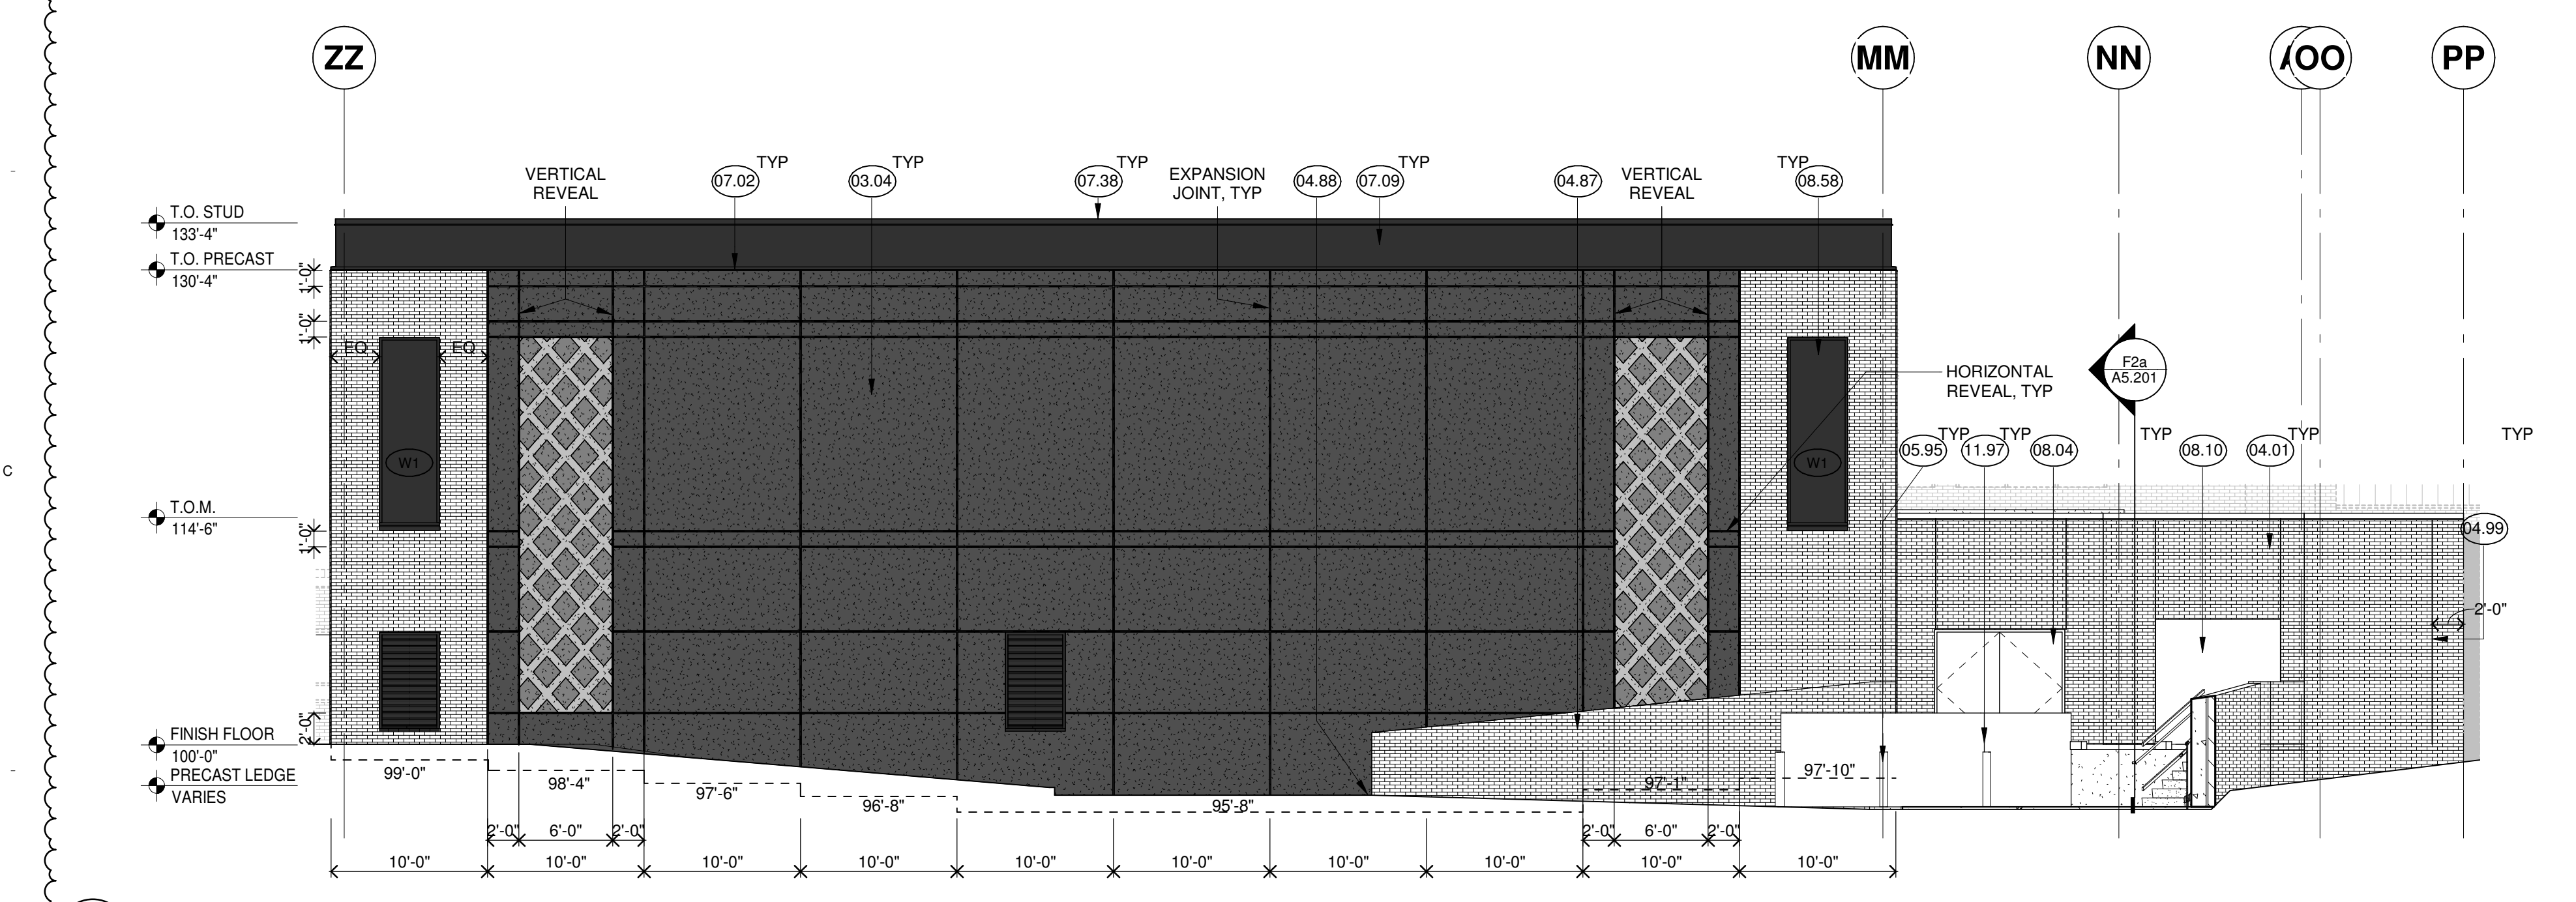 ZZ
MM
NN
OO
PP
TYP
TYP
TYP
TYP
TYP
VERTICAL
REVEAL
07.02
03.04
07.38
EXPANSION
JOINT, TYP
04.88
07.09
04.87
VERTICAL
REVEAL
08.58
T.O. STUD
133'-4"
T.O. PRECAST
130'-4"
1'-0"
1'-0"
EQ
EQ
F2a
A5.201
HORIZONTAL
REVEAL, TYP
TYP
TYP
TYP
TYP
TYP
05.95
11.97
08.04
08.10
04.01
W1
W1
C
T.O.M.
114'-6"
1'-0"
04.99
2'-0"
2'-0"
FINISH FLOOR
100'-0"
PRECAST LEDGE
VARIES
99'-0"
98'-4"
97'-6"
96'-8"
95'-8"
97'-1"
97'-10"
2'-0"
6'-0"
2'-0"
2'-0"
6'-0"
2'-0"
10'-0"
10'-0"
10'-0"
10'-0"
10'-0"
10'-0"
10'-0"
10'-0"
10'-0"
10'-0"